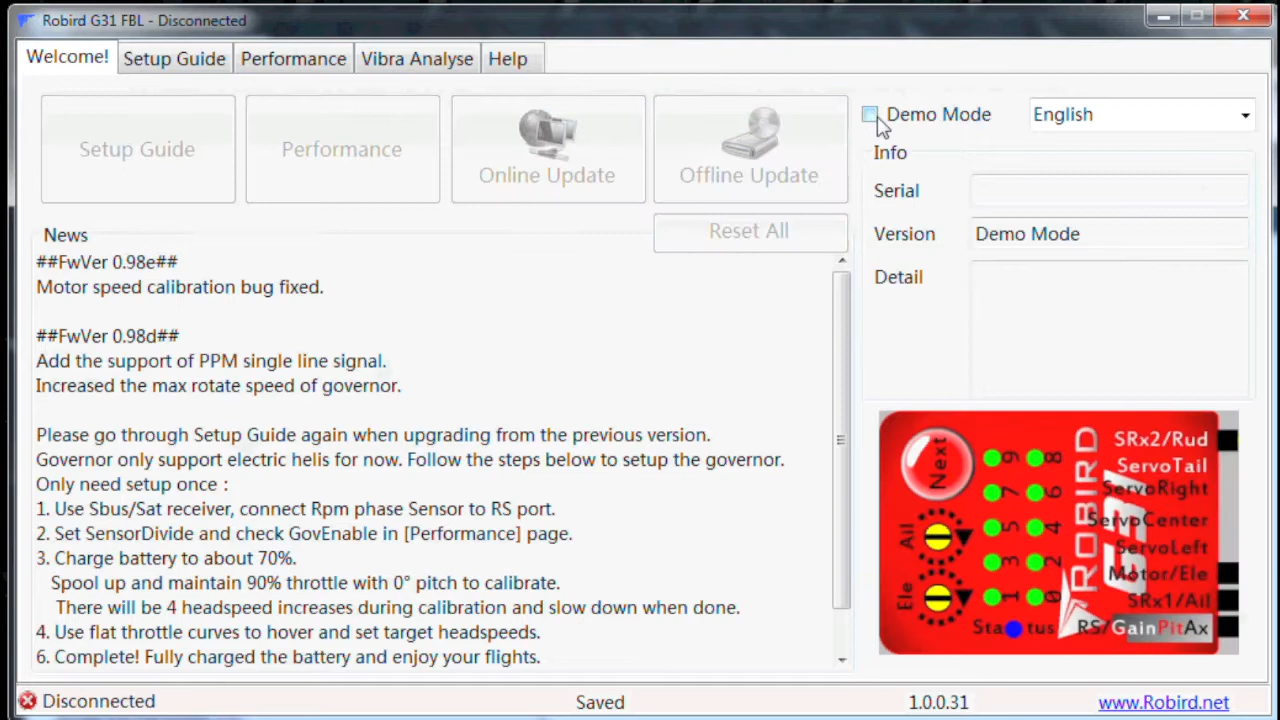 Robird G31 FBL - Disconnected
Welcome! Setup Guide Performance Vibra Analyse Help
Setup Guide Performance Online Update Offline Update
Demo Mode English
Info
Serial
Reset All
Version Demo Mode
Detail
News
##FwVer 0.98e##
Motor speed calibration bug fixed.
##FwVer 0.98d##
Add the support of PPM single line signal.
Increased the max rotate speed of governor.
Please go through Setup Guide again when upgrading from the previous version.
Governor only support electric helis for now. Follow the steps below to setup the governor.
Only need setup once :
1. Use Sbus/Sat receiver, connect Rpm phase Sensor to RS port.
2. Set SensorDivide and check GovEnable in [Performance] page.
3. Charge battery to about 70%.
Spool up and maintain 90% throttle with 0° pitch to calibrate.
There will be 4 headspeed increases during calibration and slow down when done.
4. Use flat throttle curves to hover and set target headspeeds.
6. Complete! Fully charged the battery and enjoy your flights.
Next
Ail
Ele
9 8
7 6
5 4
3 2
1 0
Status
ROBIRD
G31
SRx2/Rud
ServoTail
ServoRight
ServoCenter
ServoLeft
Motor/Ele
SRx1/Ail
RS/GainPitAx
Disconnected Saved 1.0.0.31 www.Robird.net